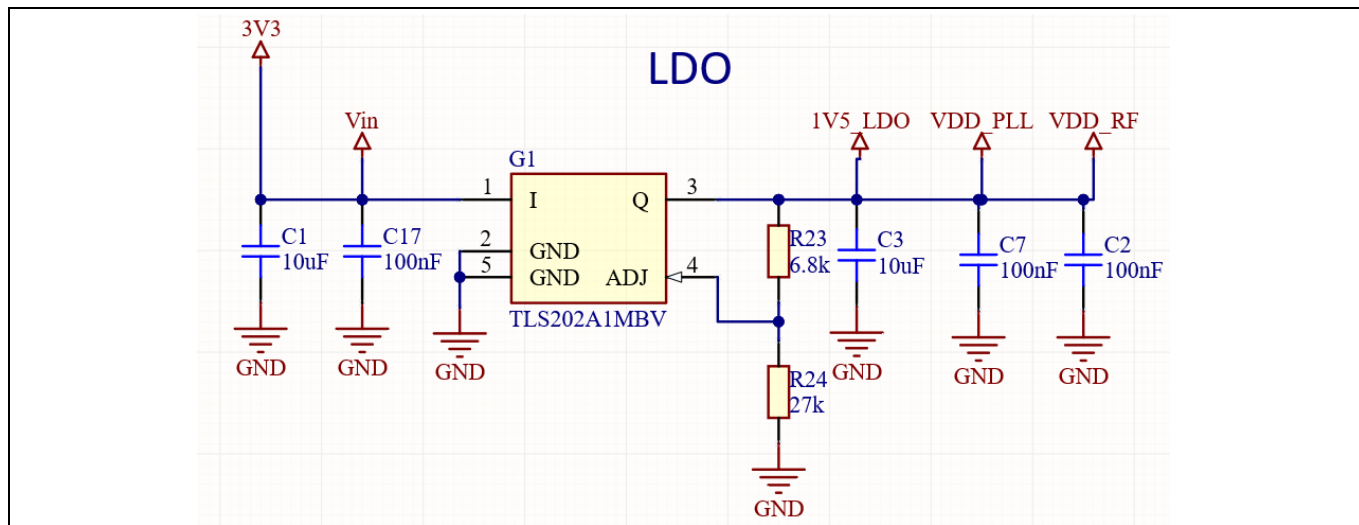 3V3
LDO
Vin
1V5_LDO
VDD_PLL
VDD_RF
G1
1
I
Q
3
2
GND
5
GND
ADJ
4
TLS202A1MBV
C1
10uF
C17
100nF
R23
6.8k
C3
10uF
C7
100nF
C2
100nF
R24
27k
GND
GND
GND
GND
GND
GND
GND